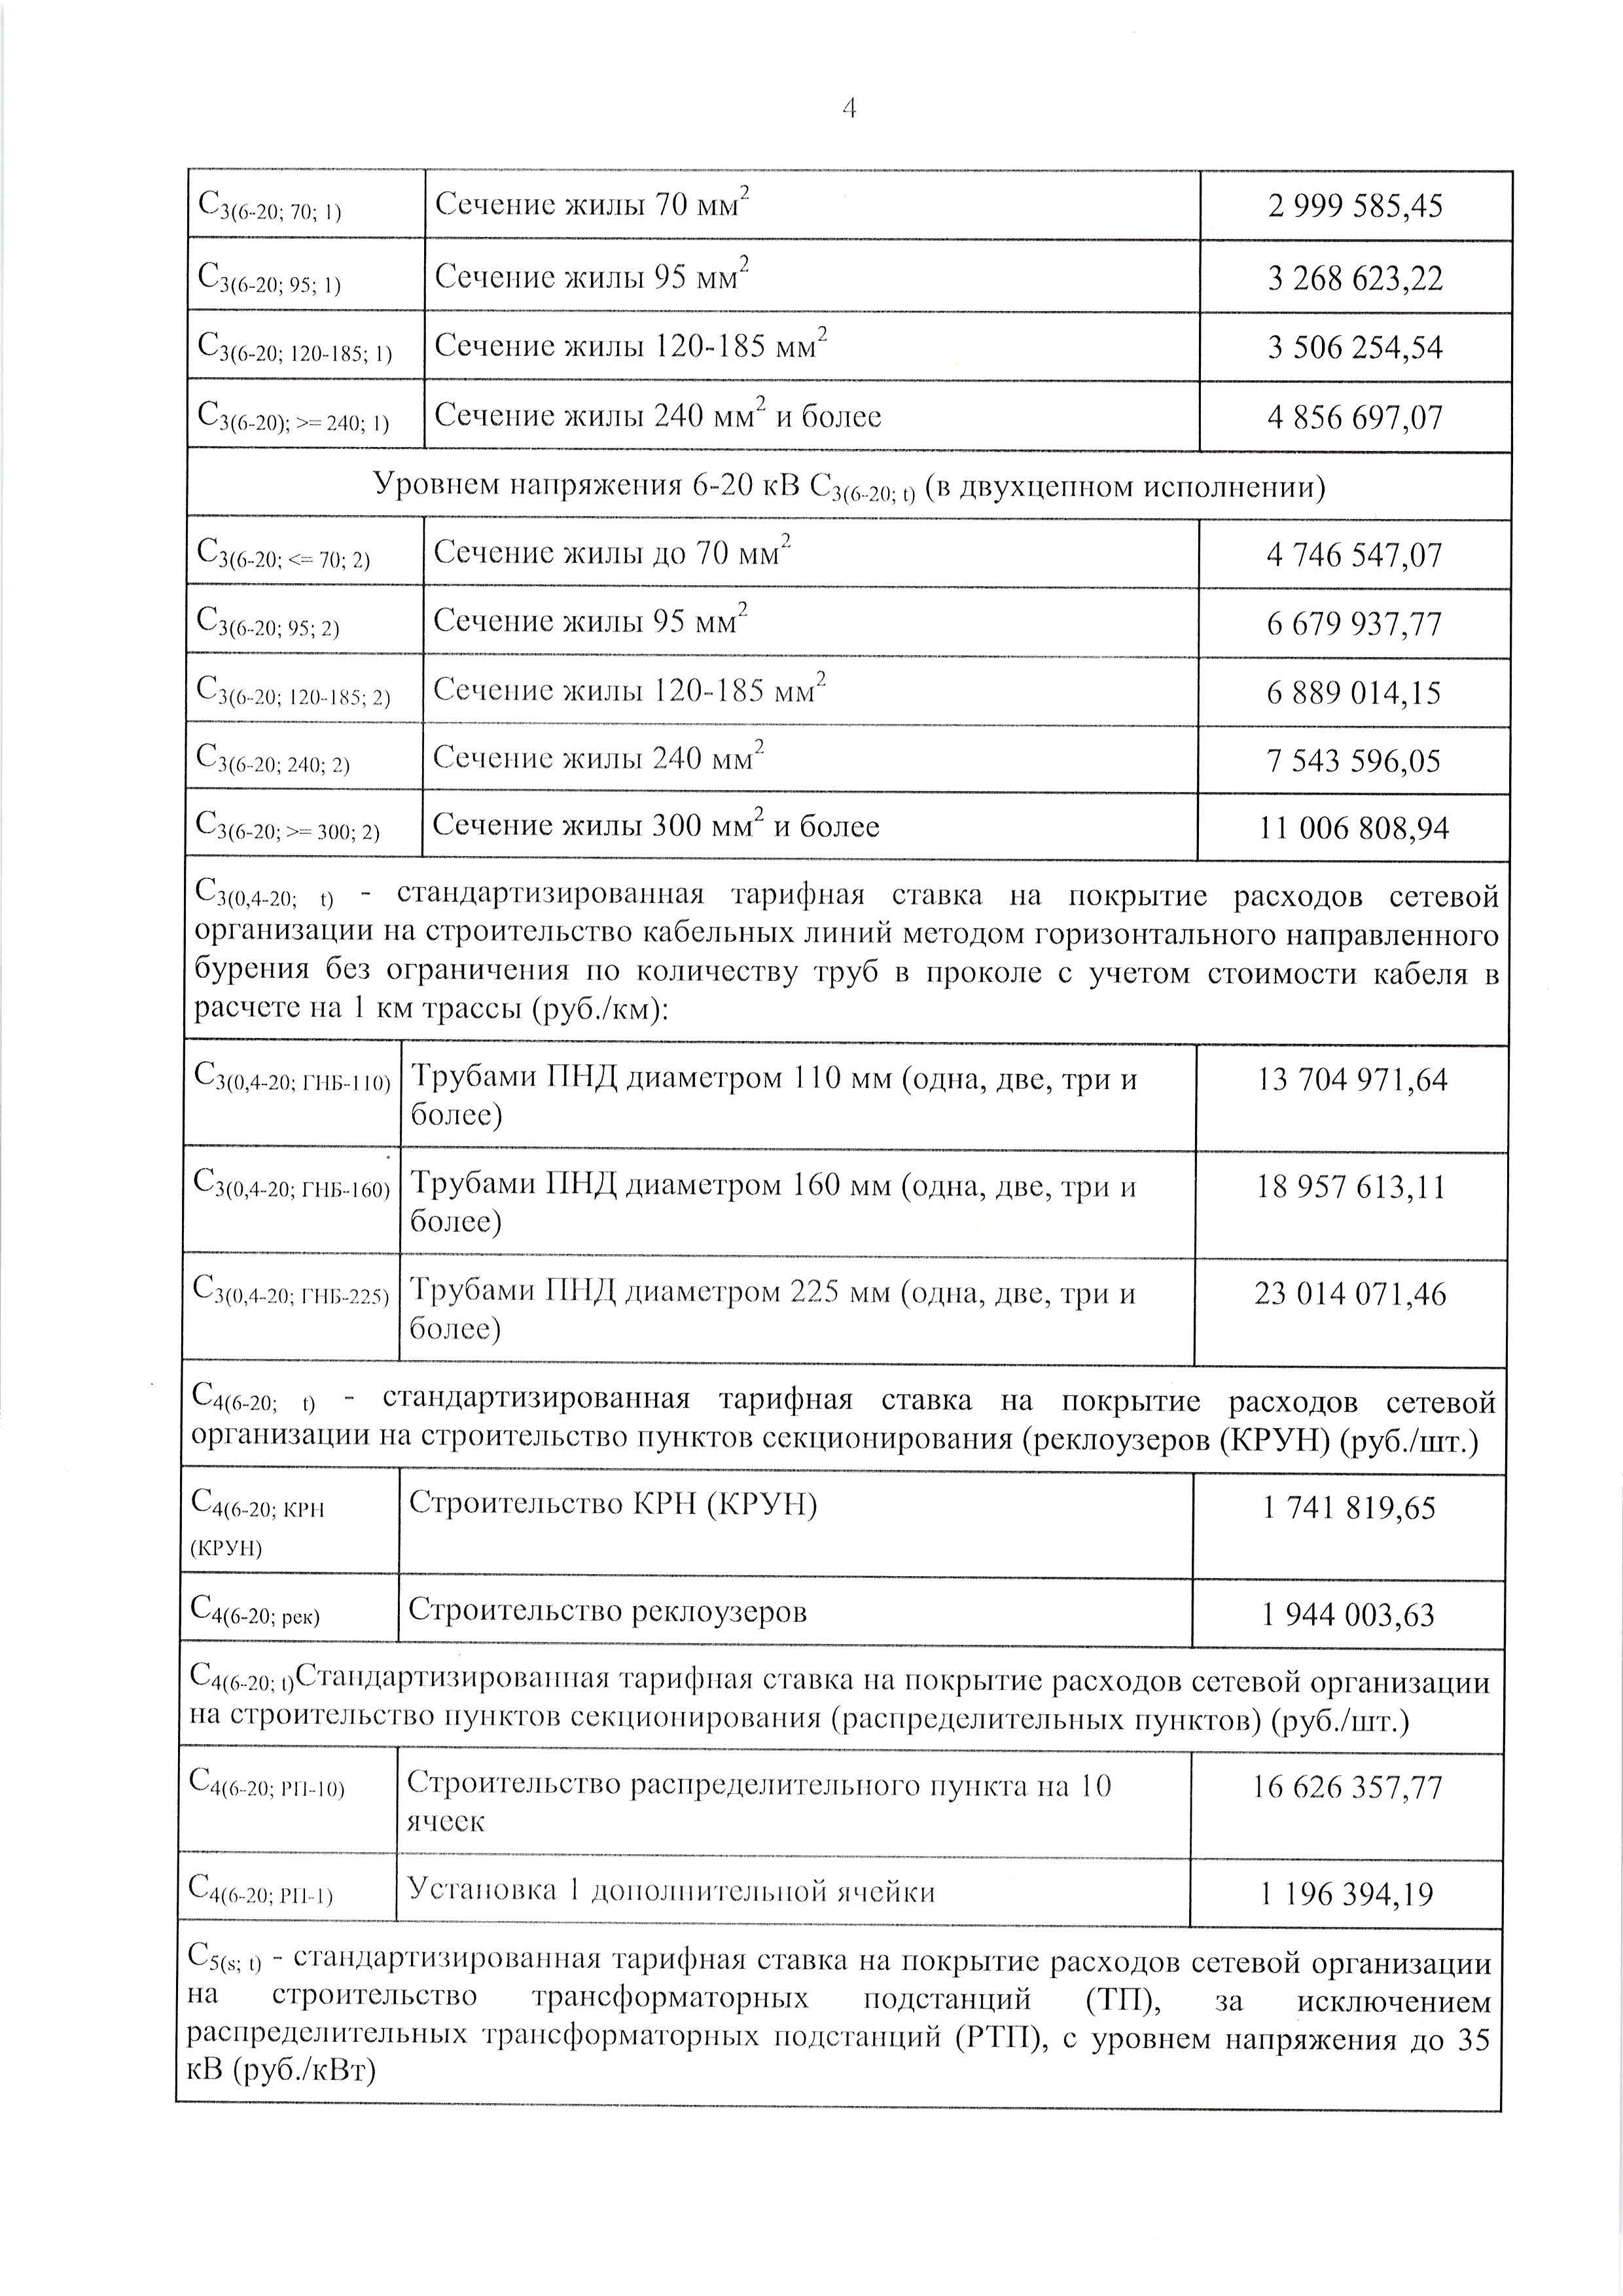 4
С3(6-20; 70; 1) Сечение жилы 70 мм² 2 999 585,45
С3(6-20; 95; 1) Сечение жилы 95 мм² 3 268 623,22
С3(6-20; 120-185; 1) Сечение жилы 120-185 мм² 3 506 254,54
С3(6-20); >= 240; 1) Сечение жилы 240 мм² и более 4 856 697,07
Уровнем напряжения 6-20 кВ С3(6-20; t) (в двухцепном исполнении)
С3(6-20; <= 70; 2) Сечение жилы до 70 мм² 4 746 547,07
С3(6-20; 95; 2) Сечение жилы 95 мм² 6 679 937,77
С3(6-20; 120-185; 2) Сечение жилы 120-185 мм² 6 889 014,15
С3(6-20; 240; 2) Сечение жилы 240 мм² 7 543 596,05
С3(6-20; >= 300; 2) Сечение жилы 300 мм² и более 11 006 808,94
С3(0,4-20; t) - стандартизированная тарифная ставка на покрытие расходов сетевой
организации на строительство кабельных линий методом горизонтального направленного
бурения без ограничения по количеству труб в проколе с учетом стоимости кабеля в
расчете на 1 км трассы (руб./км):
С3(0,4-20; ГНБ-110) Трубами ПНД диаметром 110 мм (одна, две, три и 13 704 971,64
более)
С3(0,4-20; ГНБ-160) Трубами ПНД диаметром 160 мм (одна, две, три и 18 957 613,11
более)
С3(0,4-20; ГНБ-225) Трубами ПНД диаметром 225 мм (одна, две, три и 23 014 071,46
более)
С4(6-20; t) - стандартизированная тарифная ставка на покрытие расходов сетевой
организации на строительство пунктов секционирования (реклоузеров (КРУН) (руб./шт.)
С4(6-20; КРН Строительство КРН (КРУН) 1 741 819,65
(КРУН)
С4(6-20; рек) Строительство реклоузеров 1 944 003,63
С4(6-20; t)Стандартизированная тарифная ставка на покрытие расходов сетевой организации
на строительство пунктов секционирования (распределительных пунктов) (руб./шт.)
С4(6-20; РП-10) Строительство распределительного пункта на 10 16 626 357,77
ячеек
С4(6-20; РП-1) Установка 1 дополнительной ячейки 1 196 394,19
С5(s; t) - стандартизированная тарифная ставка на покрытие расходов сетевой организации
на строительство трансформаторных подстанций (ТП), за исключением
распределительных трансформаторных подстанций (РТП), с уровнем напряжения до 35
кВ (руб./кВт)